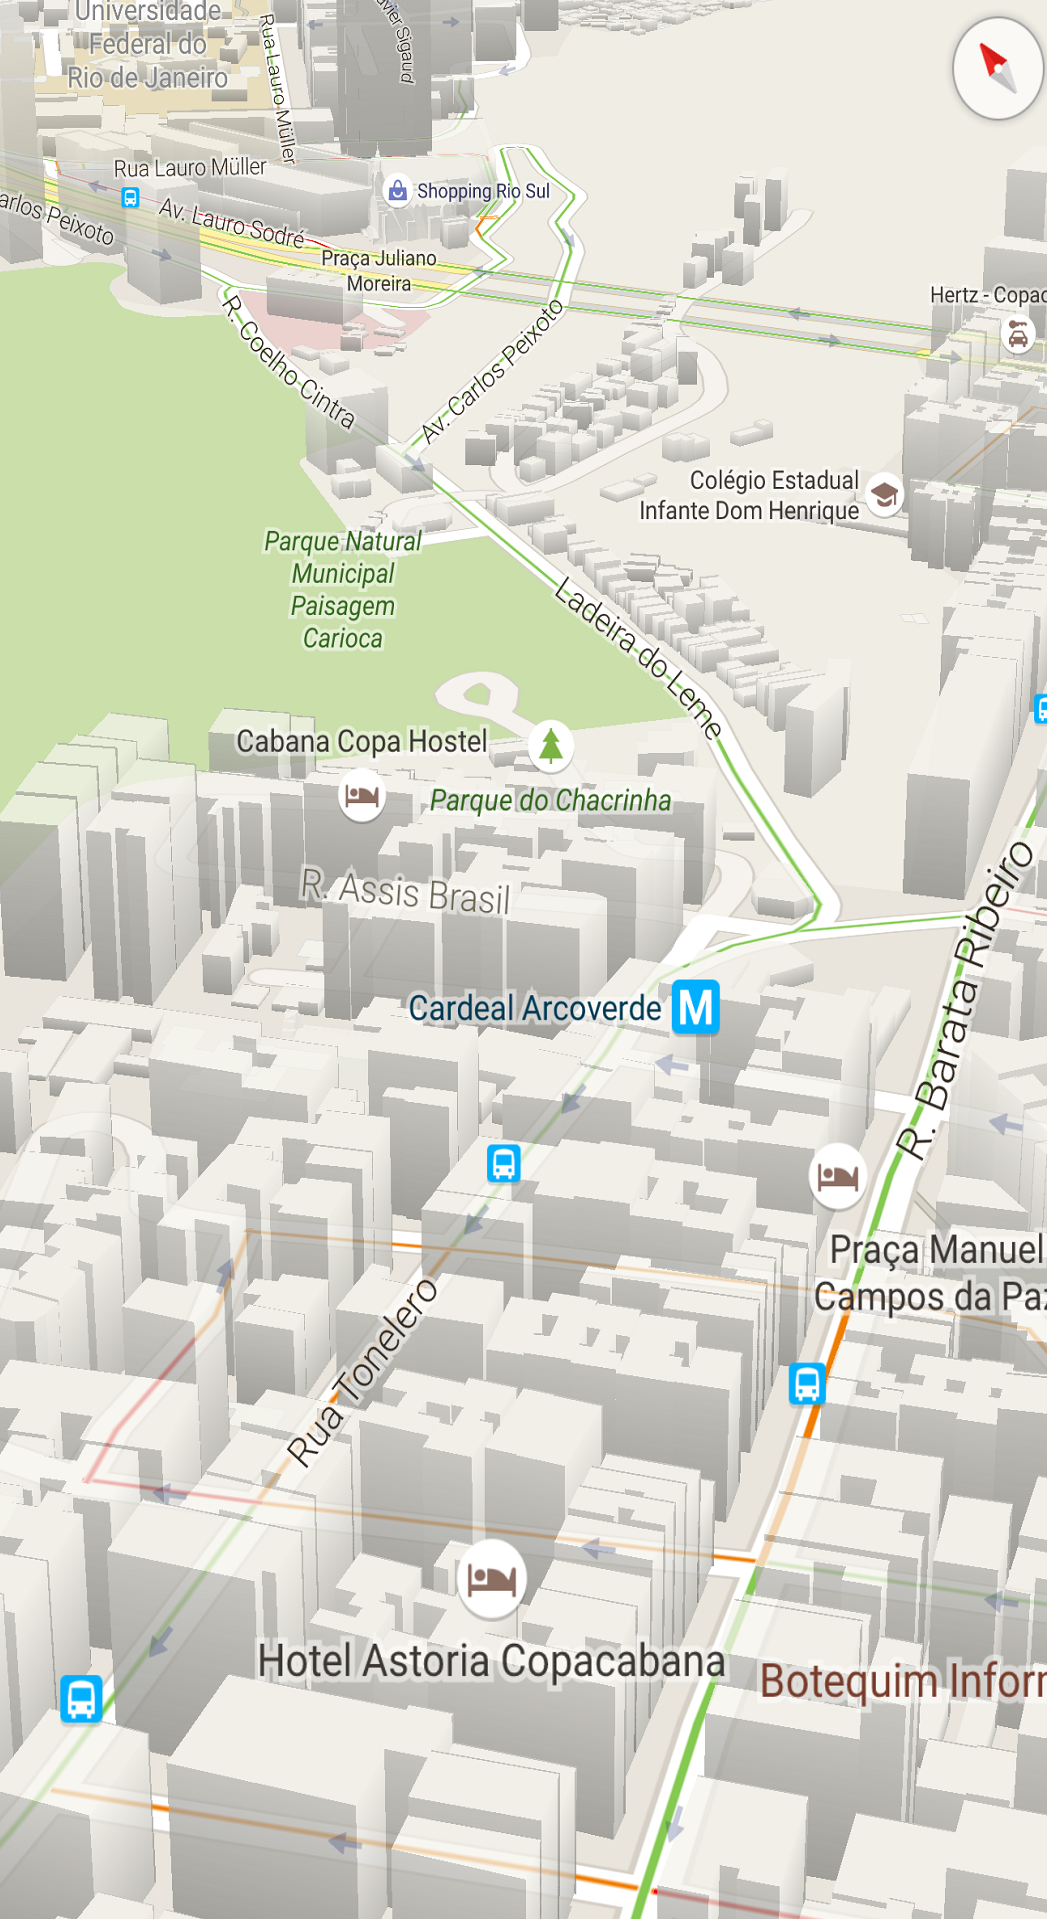 Universidade
Federal do
Rio de Janeiro
Rua Lauro Müller
avier Sigaud
Rua Lauro Müller
Shopping Rio Sul
arlos Peixoto
Av. Lauro Sodré
Praça Juliano
Moreira
Hertz - Copac
R. Coelho Cintra
Av. Carlos Peixoto
Colégio Estadual
Infante Dom Henrique
Parque Natural
Municipal
Paisagem
Carioca
Ladeira do Leme
Cabana Copa Hostel
Parque do Chacrinha
R. Assis Brasil
R. Barata Ribeiro
Cardeal Arcoverde
M
Praça Manuel
Campos da Paz
Rua Tonelero
Hotel Astoria Copacabana
Botequim Inforr